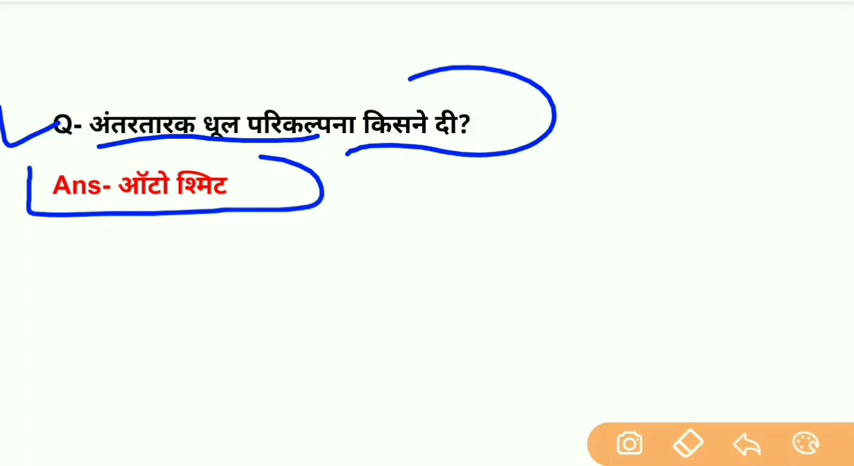 Q- अंतरतारक धूल परिकल्पना किसने दी?
Ans- ऑटो श्मिट